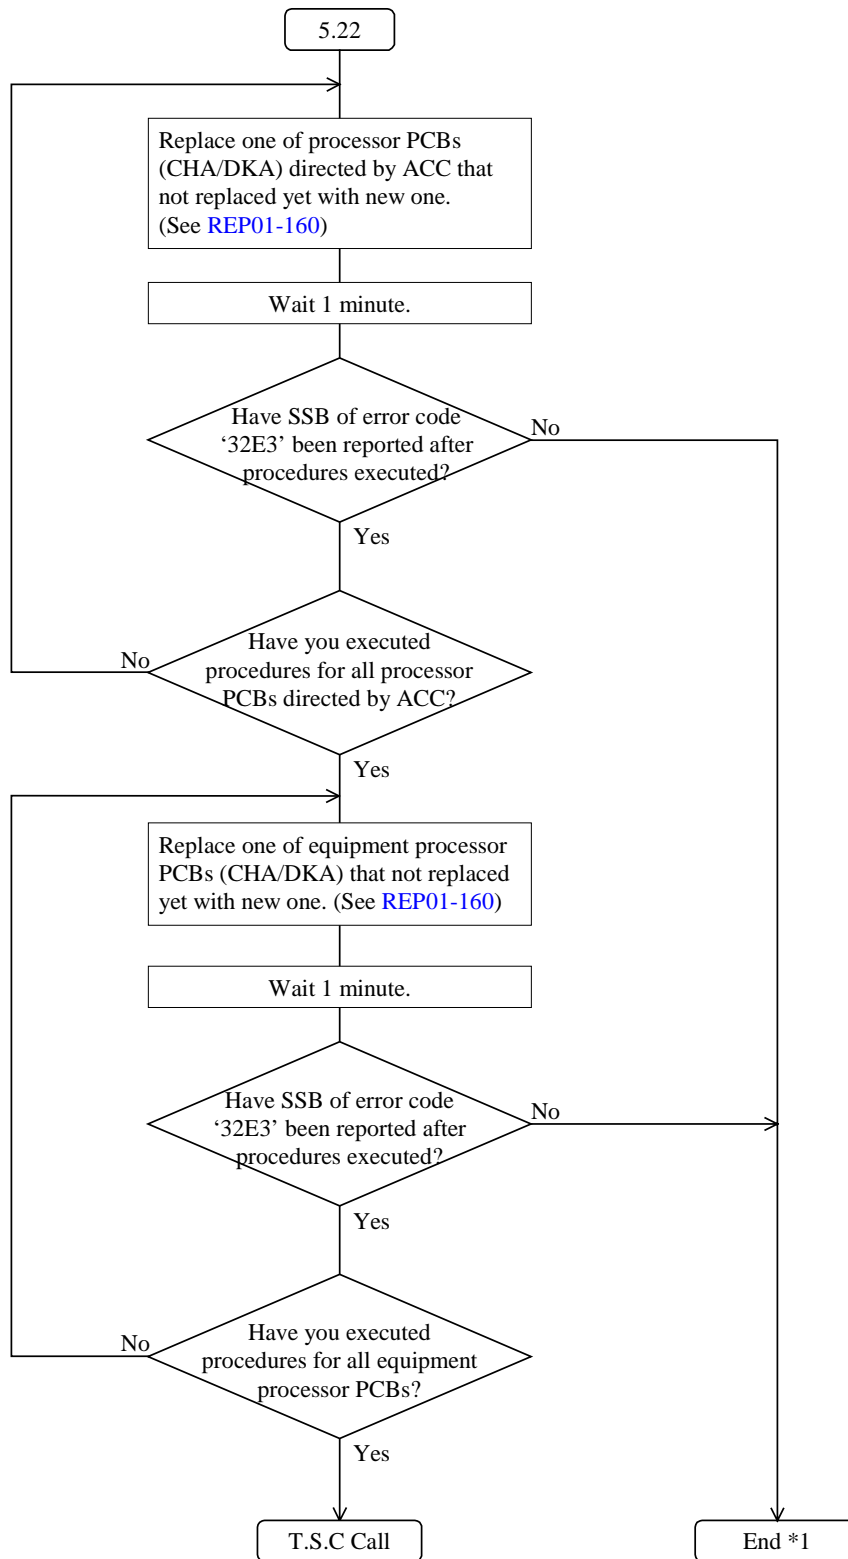 5.22
Replace one of processor PCBs
(CHA/DKA) directed by ACC that
not replaced yet with new one.
(See REP01-160)
Wait 1 minute.
Have SSB of error code
‘32E3’ been reported after
procedures executed?
No
Yes
Have you executed
procedures for all processor
PCBs directed by ACC?
No
Yes
Replace one of equipment processor
PCBs (CHA/DKA) that not replaced
yet with new one. (See REP01-160)
Wait 1 minute.
Have SSB of error code
‘32E3’ been reported after
procedures executed?
No
Yes
Have you executed
procedures for all equipment
processor PCBs?
No
Yes
T.S.C Call
End *1